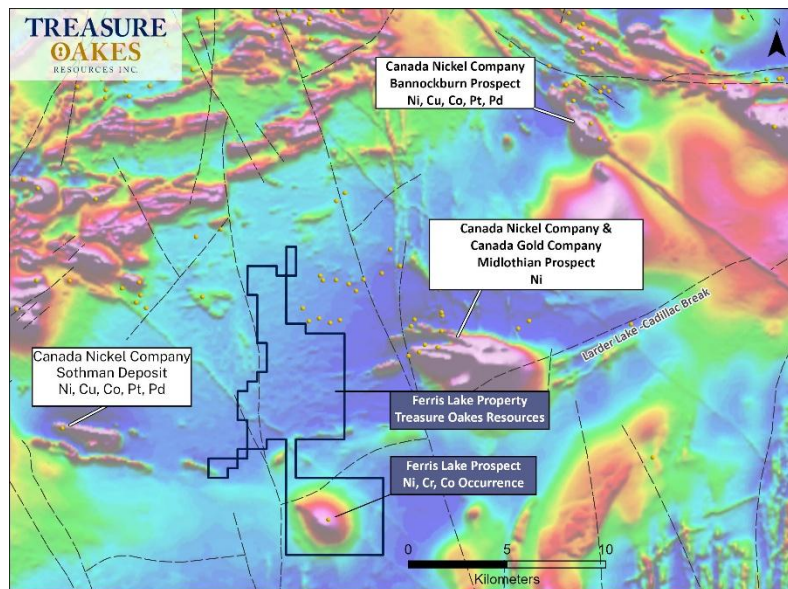 TREASURE
OAKES
RESOURCES INC.
N
Canada Nickel Company
Bannockburn Prospect
Ni, Cu, Co, Pt, Pd
Canada Nickel Company &
Canada Gold Company
Midlothian Prospect
Ni
Larder Lake -Cadillac Break
Canada Nickel Company
Sothman Deposit
Ni, Cu, Co, Pt, Pd
Ferris Lake Property
Treasure Oakes Resources
Ferris Lake Prospect
Ni, Cr, Co Occurrence
0 5 10
Kilometers